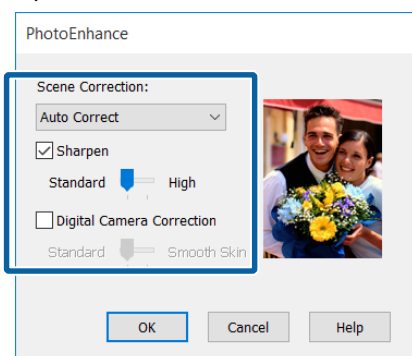 PhotoEnhance
Scene Correction:
Auto Correct
Sharpen
Standard High
Digital Camera Correction
Standard Smooth Skin
OK Cancel Help